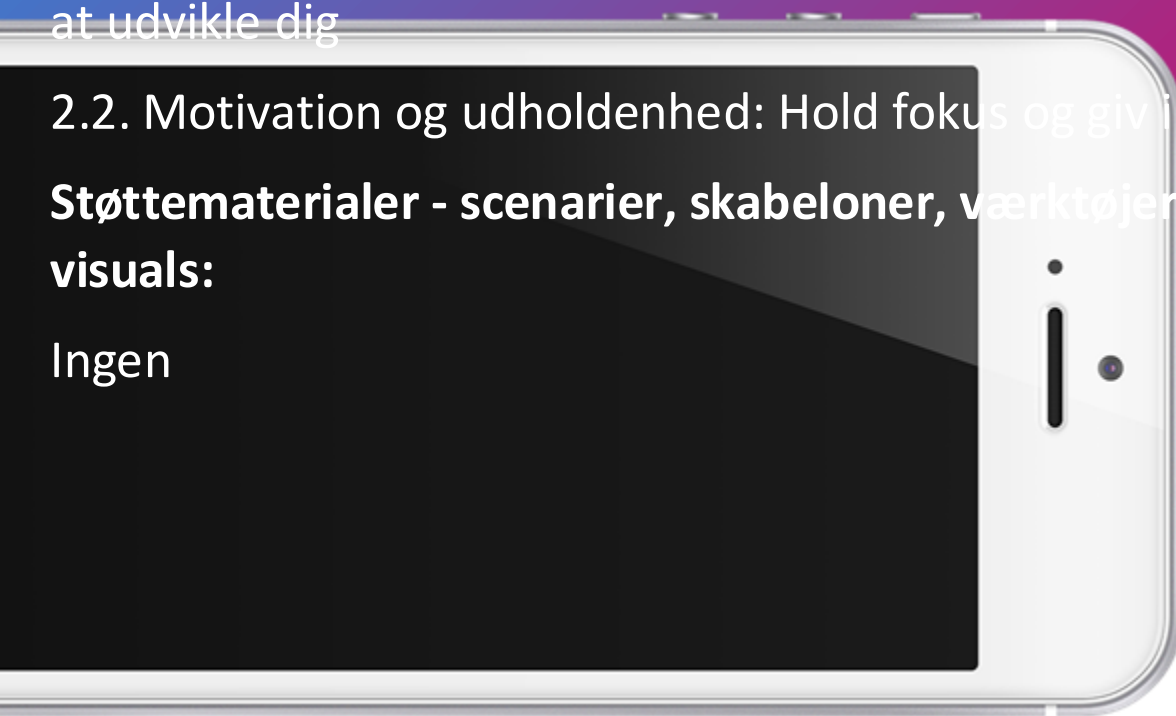 at udvikle dig
2.2. Motivation og udholdenhed: Hold fokus og giv
Støttematerialer - scenarier, skabeloner, værktøjer
visuals:
Ingen